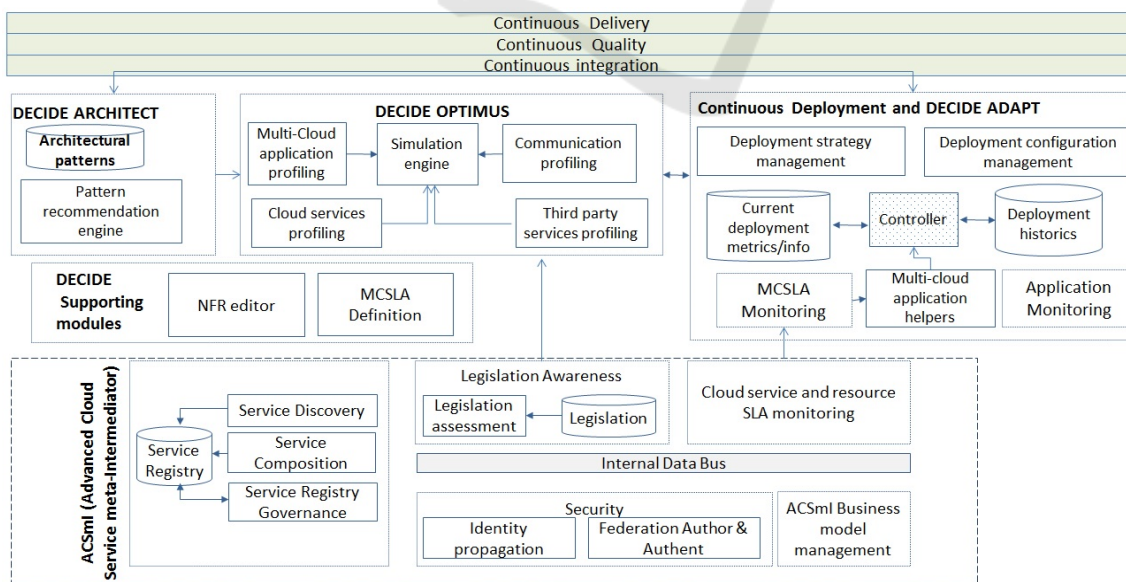 Continuous Delivery
Continuous Quality
Continuous integration
DECIDE ARCHITECT
Architectural
patterns
Pattern
recommendation
engine
DECIDE OPTIMUS
Multi-Cloud
application
profiling
Simulation
engine
Communication
profiling
Cloud services
profiling
Third party
services profiling
Continuous Deployment and DECIDE ADAPT
Deployment strategy
management
Deployment configuration
management
Current
deployment
metrics/info
Controller
Deployment
historics
MCSLA
Monitoring
Multi-cloud
application
helpers
Application
Monitoring
DECIDE
Supporting
modules
NFR editor
MCSLA
Definition
ACSmI (Advanced Cloud
Service meta-Intermediator)
Service
Registry
Service Discovery
Service
Composition
Service Registry
Governance
Legislation Awareness
Legislation
assessment
Legislation
Cloud service and resource
SLA monitoring
Internal Data Bus
Security
Identity
propagation
Federation Author &
Authent
ACSmI Business
model
management